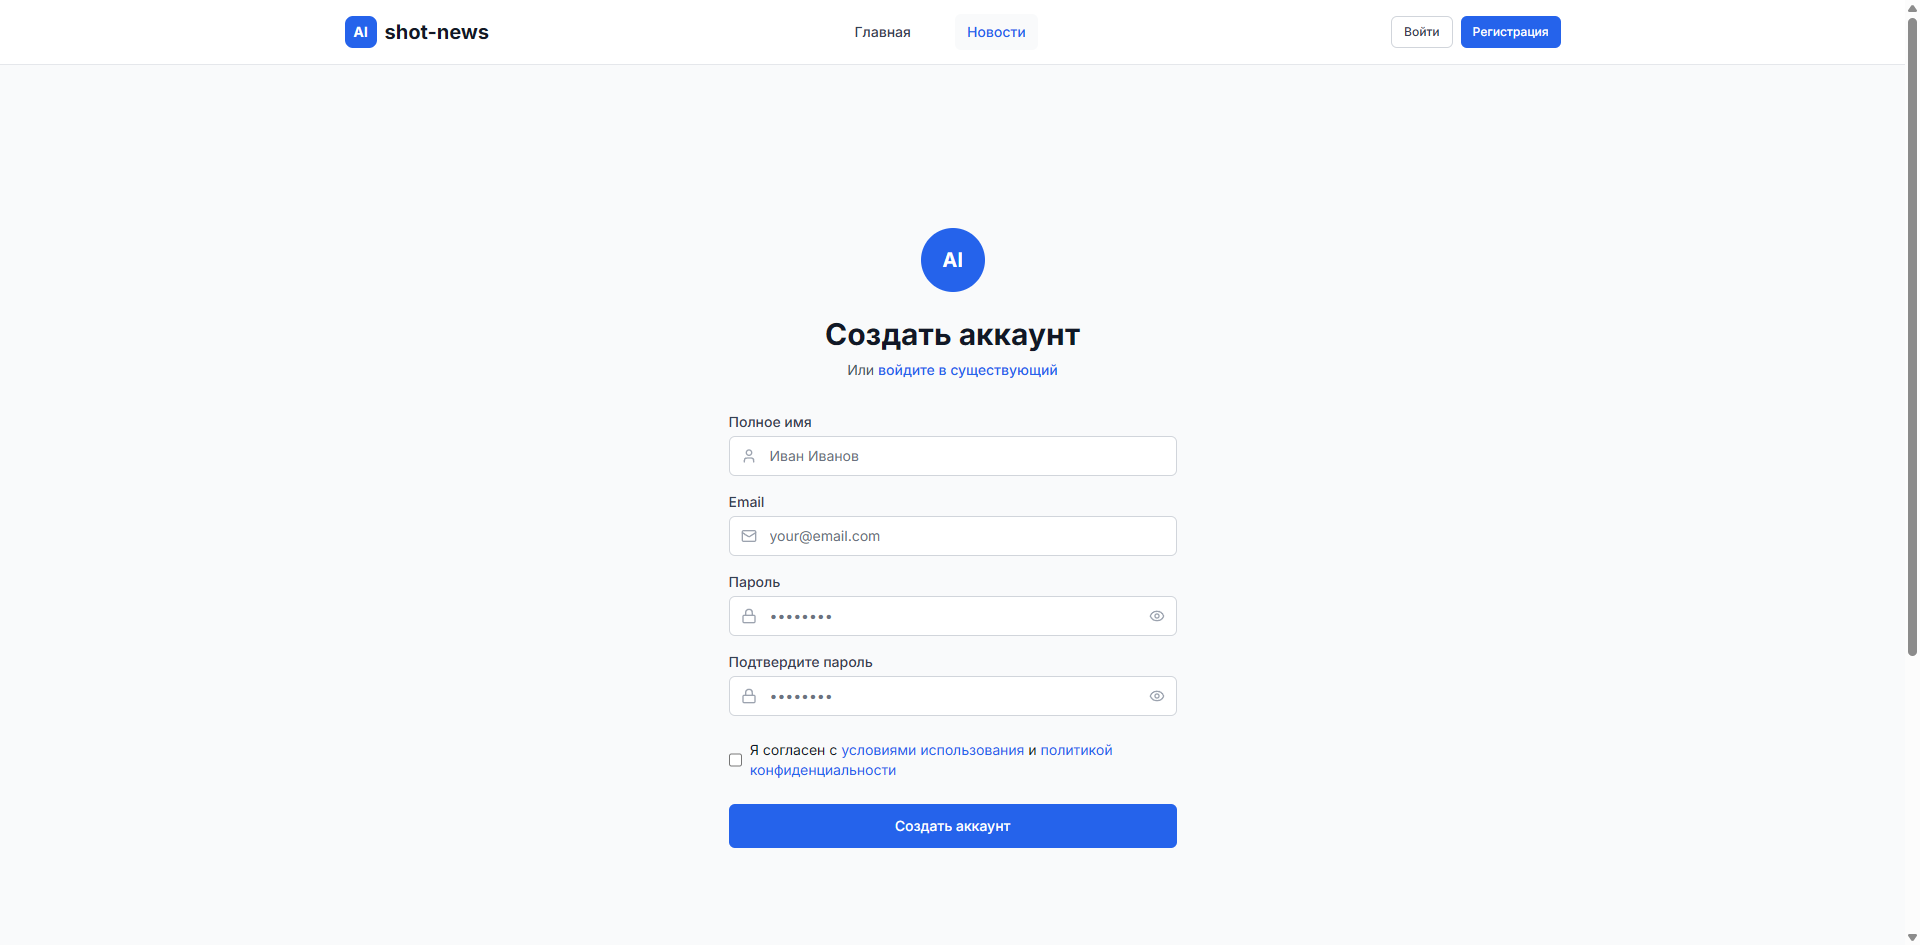 AI shot-news
Главная
Новости
Войти
Регистрация
AI
Создать аккаунт
Или войдите в существующий
Полное имя
Иван Иванов
Email
your@email.com
Пароль
••••••••
Подтвердите пароль
••••••••
Я согласен с условиями использования и политикой
конфиденциальности
Создать аккаунт